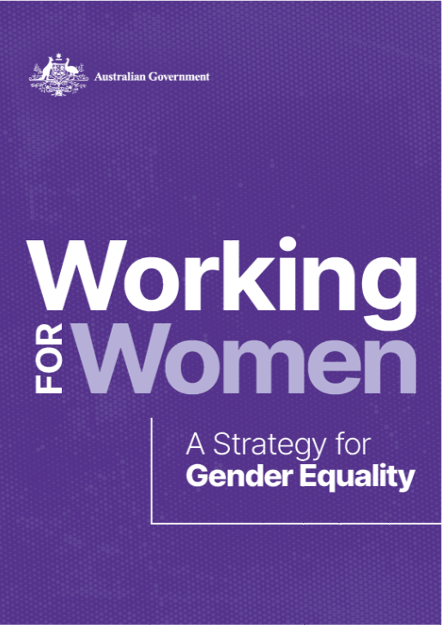 Australian Government
Working
FOR Women
A Strategy for
Gender Equality